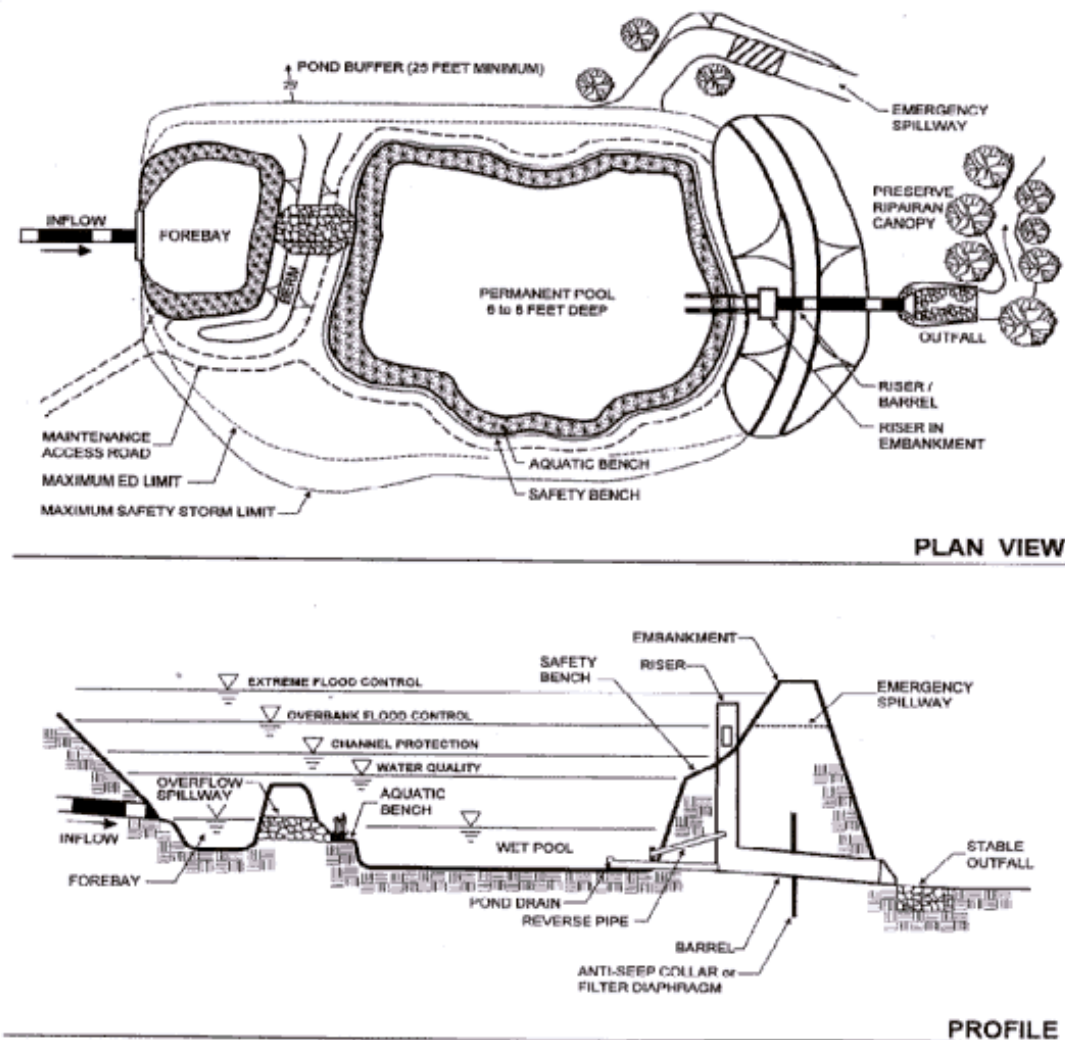 POND BUFFER (25 FEET MINIMUM)
EMERGENCY
SPILLWAY
PRESERVE
RIPAIRAN
CANOPY
INFLOW
FOREBAY
BERM
PERMANENT POOL
6 to 8 FEET DEEP
OUTFALL
RISER /
BARREL
RISER IN
EMBANKMENT
MAINTENANCE
ACCESS ROAD
AQUATIC BENCH
MAXIMUM ED LIMIT
SAFETY BENCH
MAXIMUM SAFETY STORM LIMIT
PLAN VIEW
EMBANKMENT
SAFETY
BENCH
RISER
EXTREME FLOOD CONTROL
EMERGENCY
SPILLWAY
OVERBANK FLOOD CONTROL
CHANNEL PROTECTION
WATER QUALITY
OVERFLOW
SPILLWAY
AQUATIC
BENCH
INFLOW
WET POOL
STABLE
OUTFALL
FOREBAY
POND DRAIN
REVERSE PIPE
BARREL
ANTI-SEEP COLLAR or
FILTER DIAPHRAGM
PROFILE